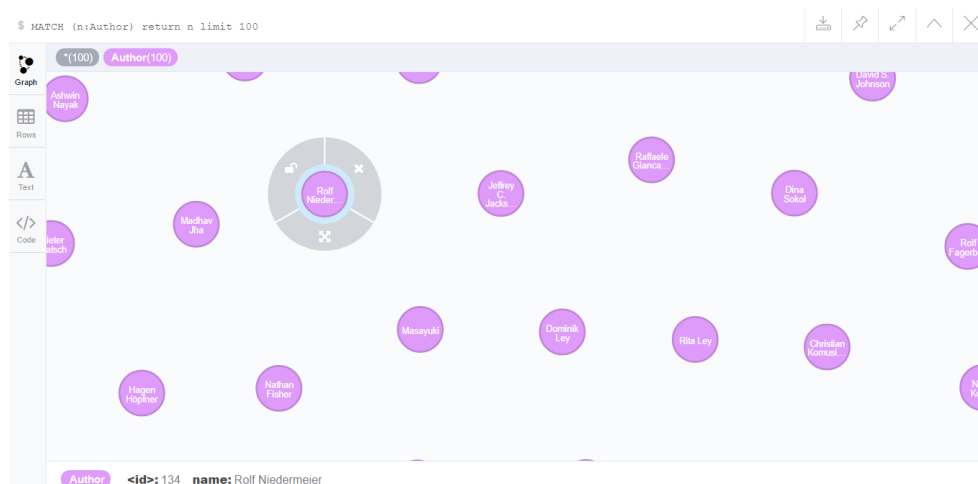 $ MATCH (n:Author) return n limit 100
*(100) Author(100)
Graph
Rows
Text
Code
Ashwin
Nayak
David S.
Johnson
Raffaele
Gianca...
Rolf
Nieder...
Jeffrey
C.
Jacks...
Dina
Sokol
Madhav
Jha
Rolf
Fagerb
Masayuki
Dominik
Ley
Rita Ley
Christian
Komusi...
Hagen
Höpfner
Nathan
Fisher
Author <id>: 134 name: Rolf Niedermeier